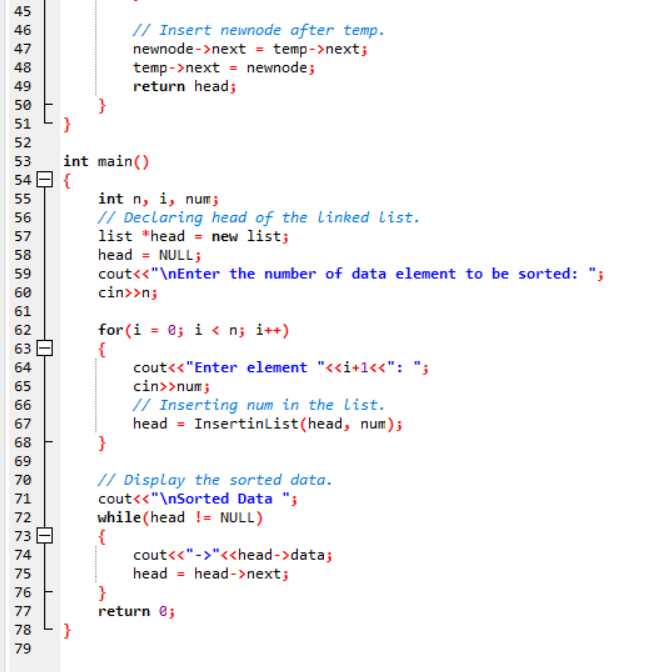 45
46 // Insert newnode after temp.
47 newnode->next = temp->next;
48 temp->next = newnode;
49 return head;
50 }
51 }
52
53 int main()
54 {
55 int n, i, num;
56 // Declaring head of the linked list.
57 list *head = new list;
58 head = NULL;
59 cout<<"\nEnter the number of data element to be sorted: ";
60 cin>>n;
61
62 for(i = 0; i < n; i++)
63 {
64 cout<<"Enter element "<<i+1<<": ";
65 cin>>num;
66 // Inserting num in the list.
67 head = InsertinList(head, num);
68 }
69
70 // Display the sorted data.
71 cout<<"\nSorted Data ";
72 while(head != NULL)
73 {
74 cout<<"->"<<head->data;
75 head = head->next;
76 }
77 return 0;
78 }
79